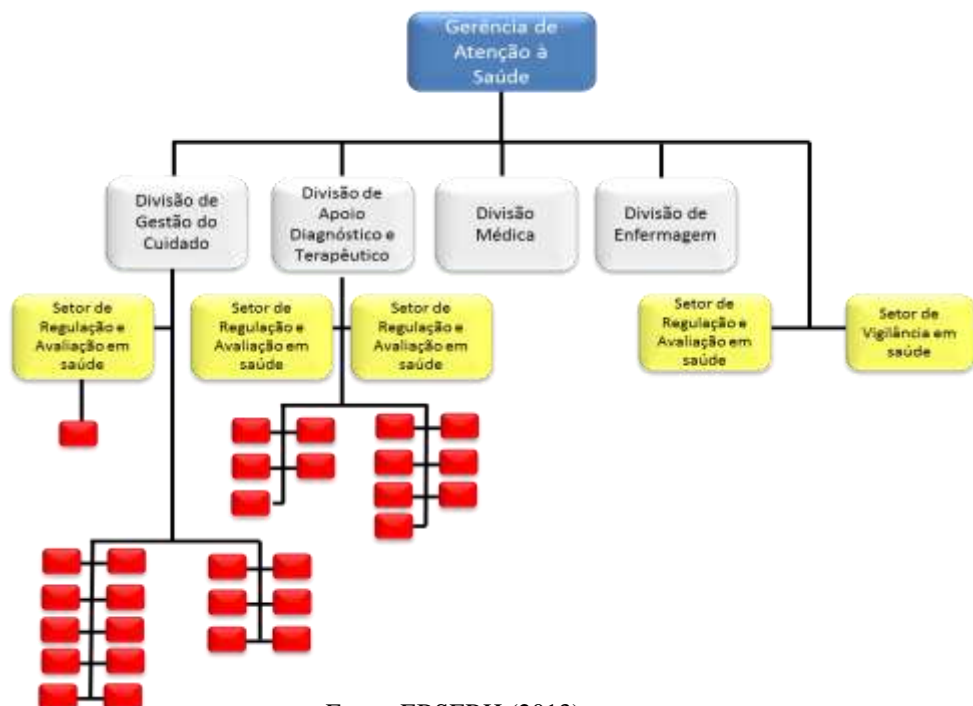 Gerência de
Atenção à
Saúde
Divisão de
Gestão do
Cuidado
Divisão de
Apoio
Diagnóstico e
Terapêutico
Divisão
Médica
Divisão de
Enfermagem
Setor de
Regulação e
Avaliação em
saúde
Setor de
Regulação e
Avaliação em
saúde
Setor de
Regulação e
Avaliação em
saúde
Setor de
Regulação e
Avaliação em
saúde
Setor de
Vigilância em
saúde